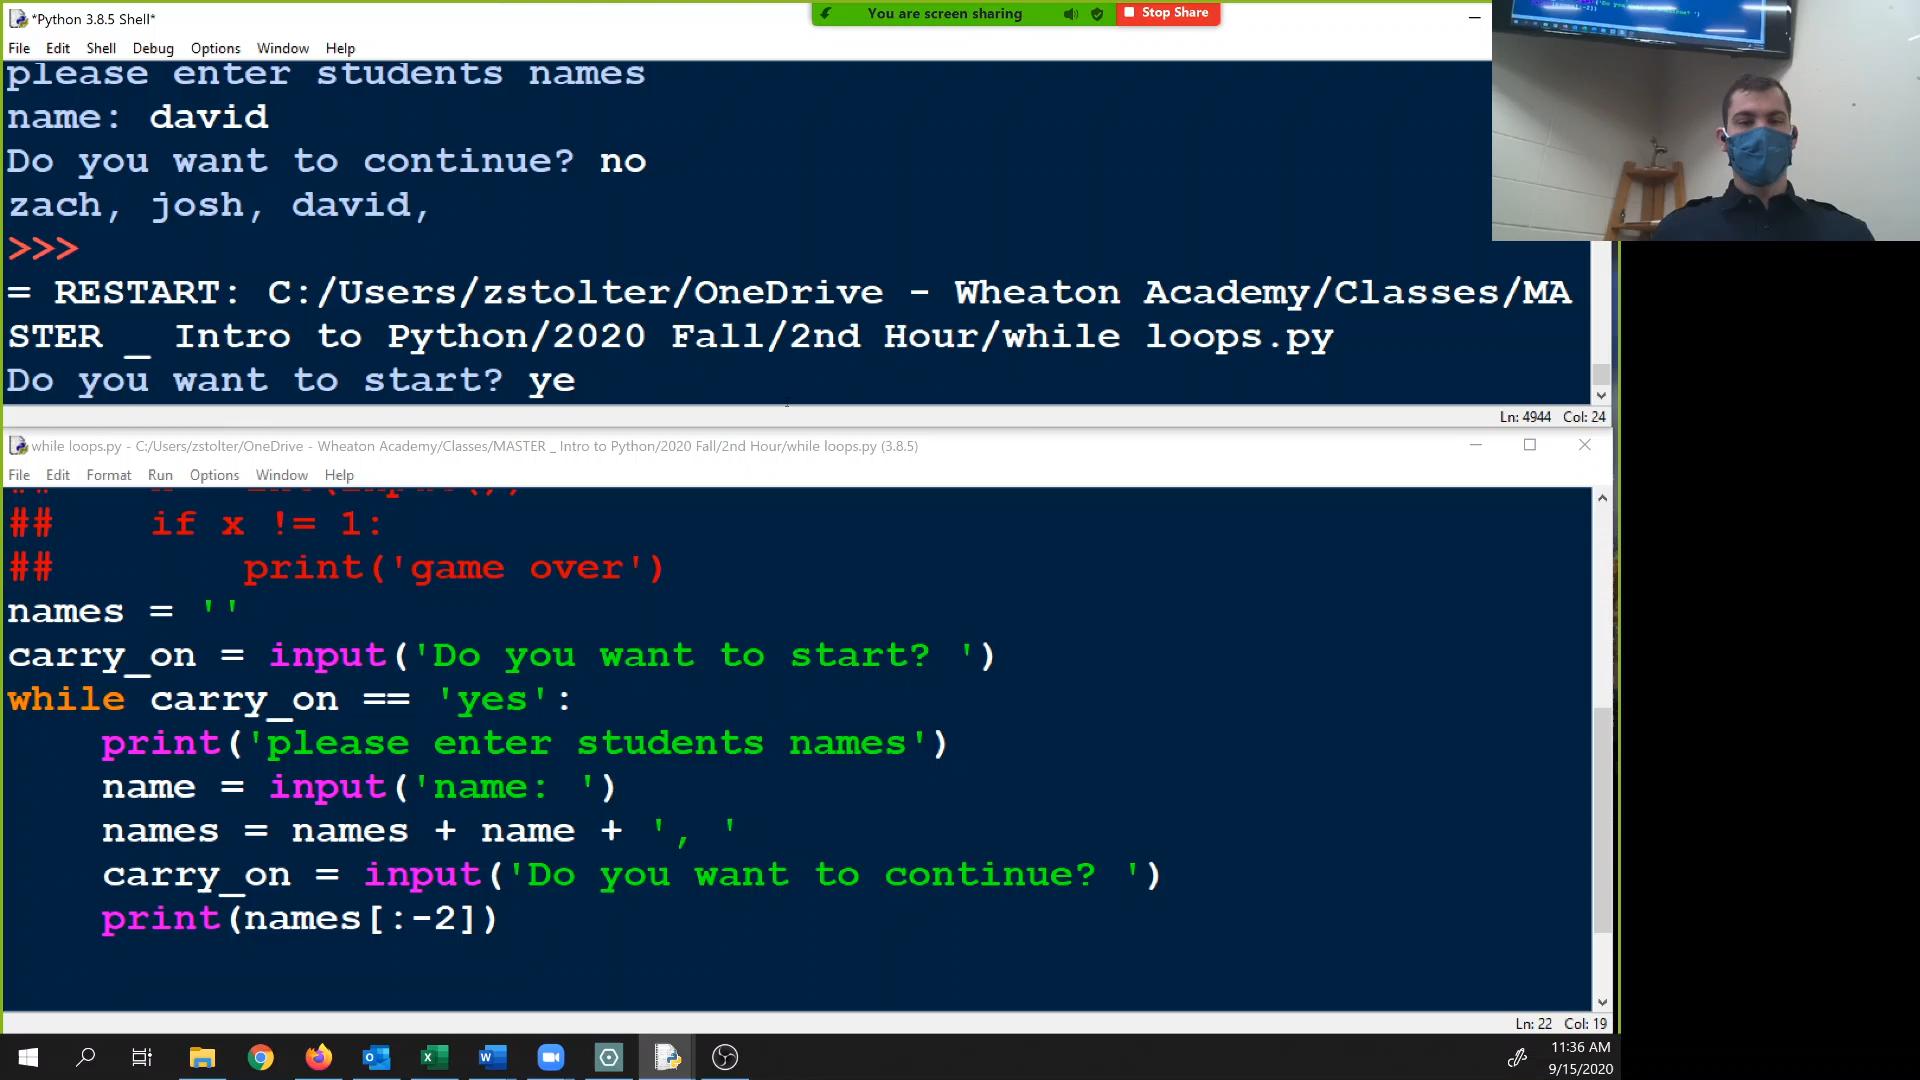 *Python 3.8.5 Shell*
You are screen sharing
Stop Share
File Edit Shell Debug Options Window Help
please enter students names
name: david
Do you want to continue? no
zach, josh, david,
>>>
= RESTART: C:/Users/zstolter/OneDrive - Wheaton Academy/Classes/MA
STER _ Intro to Python/2020 Fall/2nd Hour/while loops.py
Do you want to start? ye
Ln: 4944 Col: 24
while loops.py - C:/Users/zstolter/OneDrive - Wheaton Academy/Classes/MASTER _ Intro to Python/2020 Fall/2nd Hour/while loops.py (3.8.5)
File Edit Format Run Options Window Help
## if x != 1:
## print('game over')
names = ''
carry_on = input('Do you want to start? ')
while carry_on == 'yes':
print('please enter students names')
name = input('name: ')
names = names + name + ', '
carry_on = input('Do you want to continue? ')
print(names[:-2])
Ln: 22 Col: 19
11:36 AM
9/15/2020